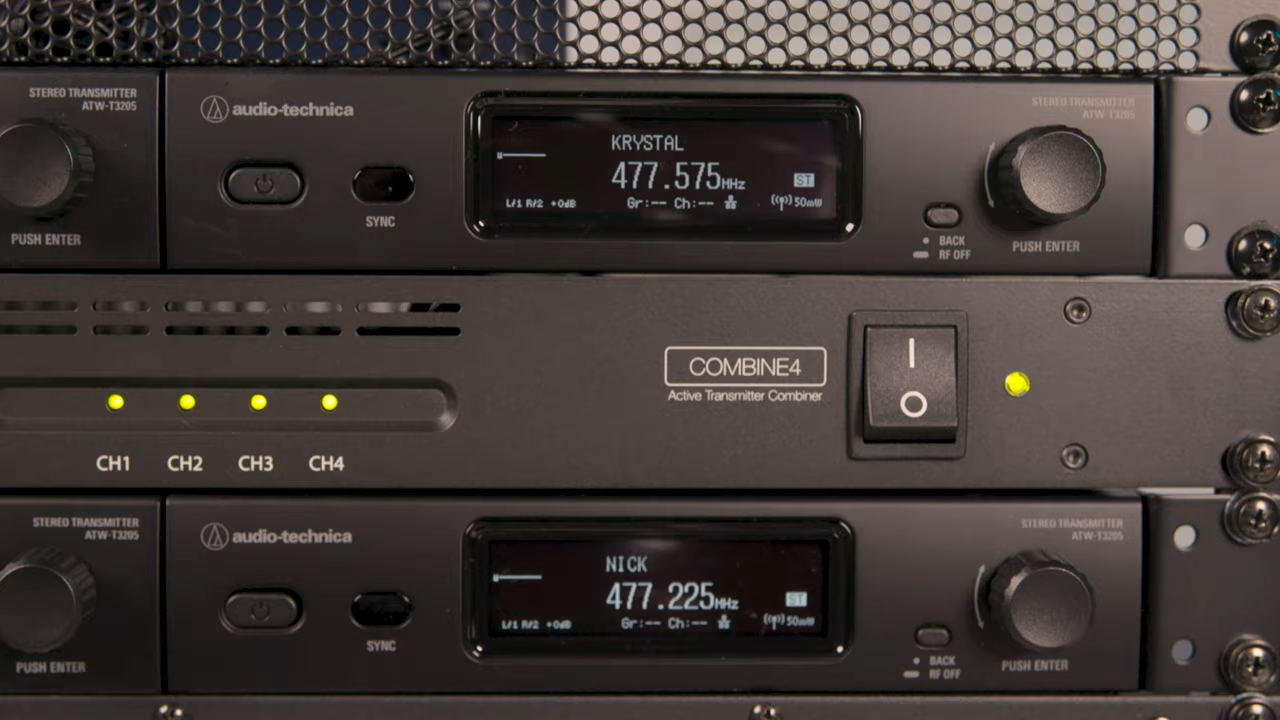 STEREO TRANSMITTER
ATW-T3205
PUSH ENTER
audio-technica
SYNC
KRYSTAL
477.575MHz
ST
L/1 R/2 +0dB
Gr:-- Ch:--
50mW
BACK
RF OFF
STEREO TRANSMITTER
ATW-T3205
PUSH ENTER
CH1 CH2 CH3 CH4
COMBINE4
Active Transmitter Combiner
I
O
STEREO TRANSMITTER
ATW-T3205
PUSH ENTER
audio-technica
SYNC
NICK
477.225MHz
ST
L/1 R/2 +0dB
Gr:-- Ch:--
50mW
BACK
RF OFF
STEREO TRANSMITTER
ATW-T3205
PUSH ENTER